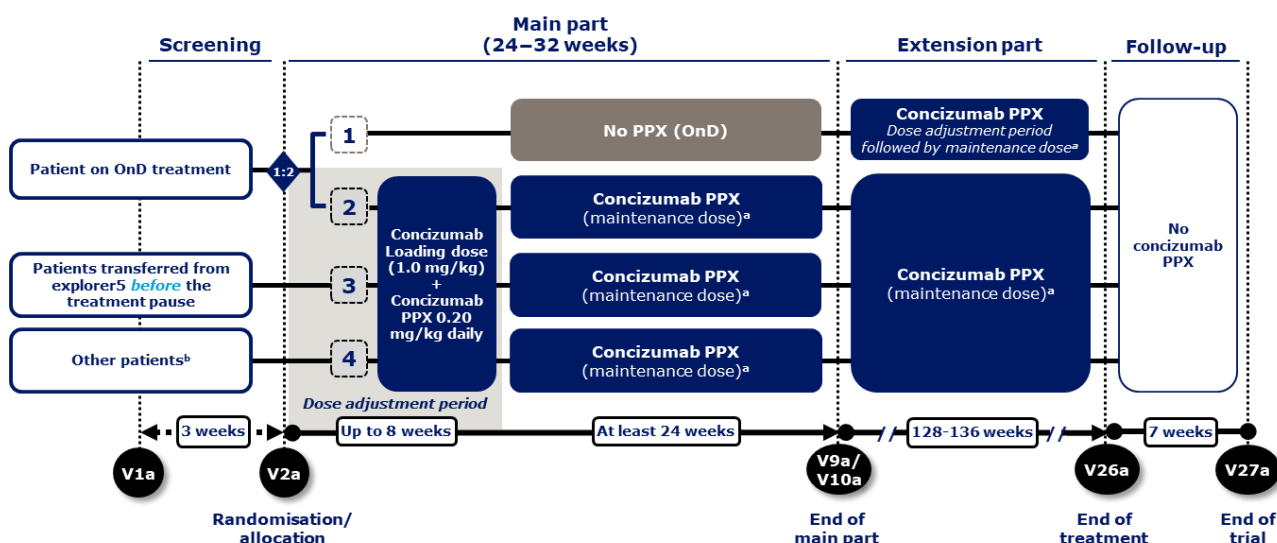 Screening
Main part
(24–32 weeks)
Extension part
Follow-up
Patient on OnD treatment
1:2
1
No PPX (OnD)
Concizumab PPX
Dose adjustment period
followed by maintenance doseᵃ
2
Concizumab PPX
(maintenance dose)ᵃ
Patients transferred from
explorer5 before the
treatment pause
3
Concizumab
Loading dose
(1.0 mg/kg)
+
Concizumab
PPX 0.20
mg/kg daily
Concizumab PPX
(maintenance dose)ᵃ
Concizumab PPX
(maintenance dose)ᵃ
No
concizumab
PPX
Other patientsᵇ
4
Concizumab PPX
(maintenance dose)ᵃ
Dose adjustment period
3 weeks
Up to 8 weeks
At least 24 weeks
128-136 weeks
7 weeks
V1a
V2a
V9a/
V10a
V26a
V27a
Randomisation/
allocation
End of
main part
End of
treatment
End of
trial